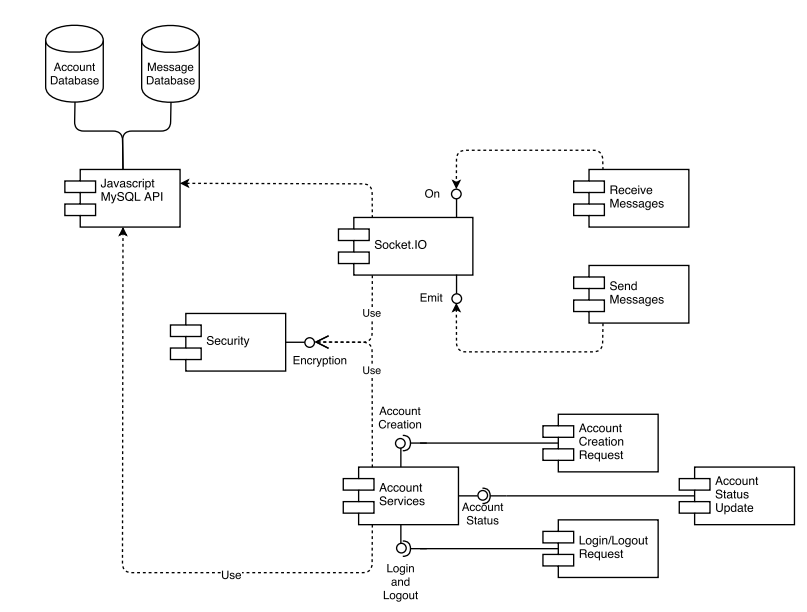 Account
Database
Message
Database
Javascript
MySQL API
On
Receive
Messages
Socket.IO
Emit
Send
Messages
Use
Security
Encryption
Use
Account
Creation
Account
Creation
Request
Account
Services
Account
Status
Account
Status
Update
Login/Logout
Request
Login
and
Logout
Use